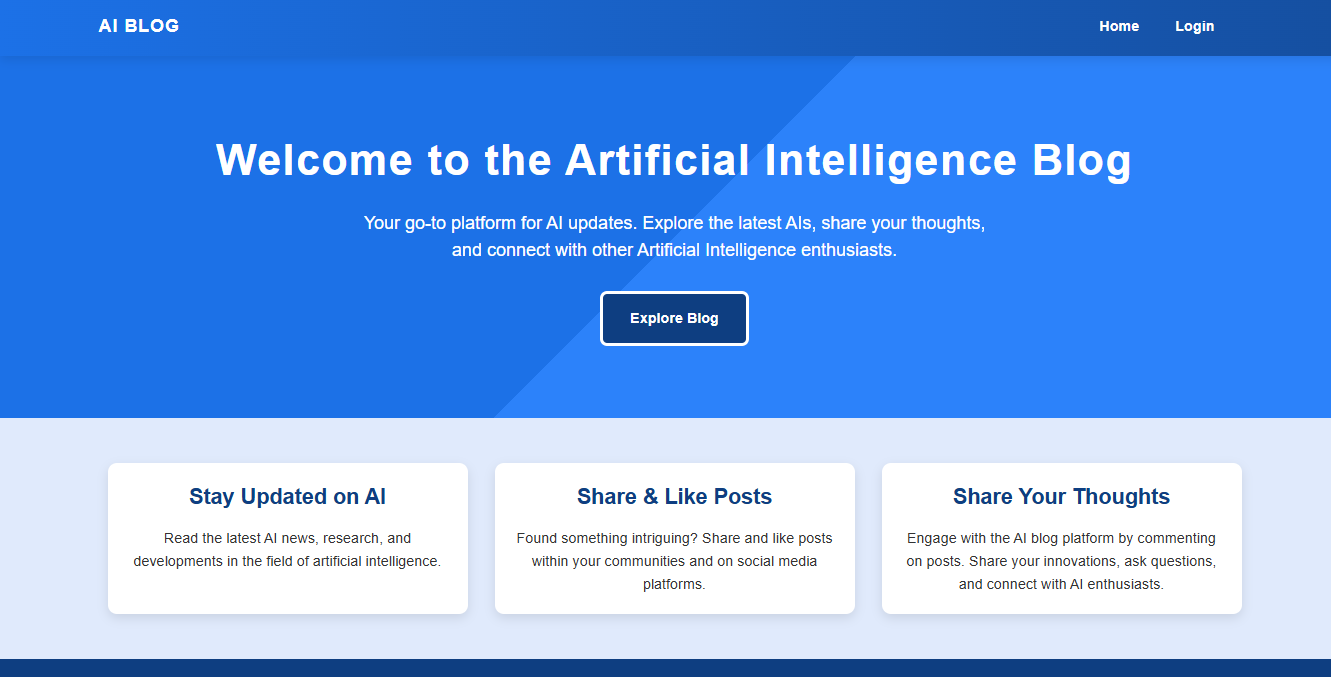 AI BLOG
Home
Login
Welcome to the Artificial Intelligence Blog
Your go-to platform for AI updates. Explore the latest AIs, share your thoughts,
and connect with other Artificial Intelligence enthusiasts.
Explore Blog
Stay Updated on AI
Read the latest AI news, research, and
developments in the field of artificial intelligence.
Share & Like Posts
Found something intriguing? Share and like posts
within your communities and on social media
platforms.
Share Your Thoughts
Engage with the AI blog platform by commenting
on posts. Share your innovations, ask questions,
and connect with AI enthusiasts.